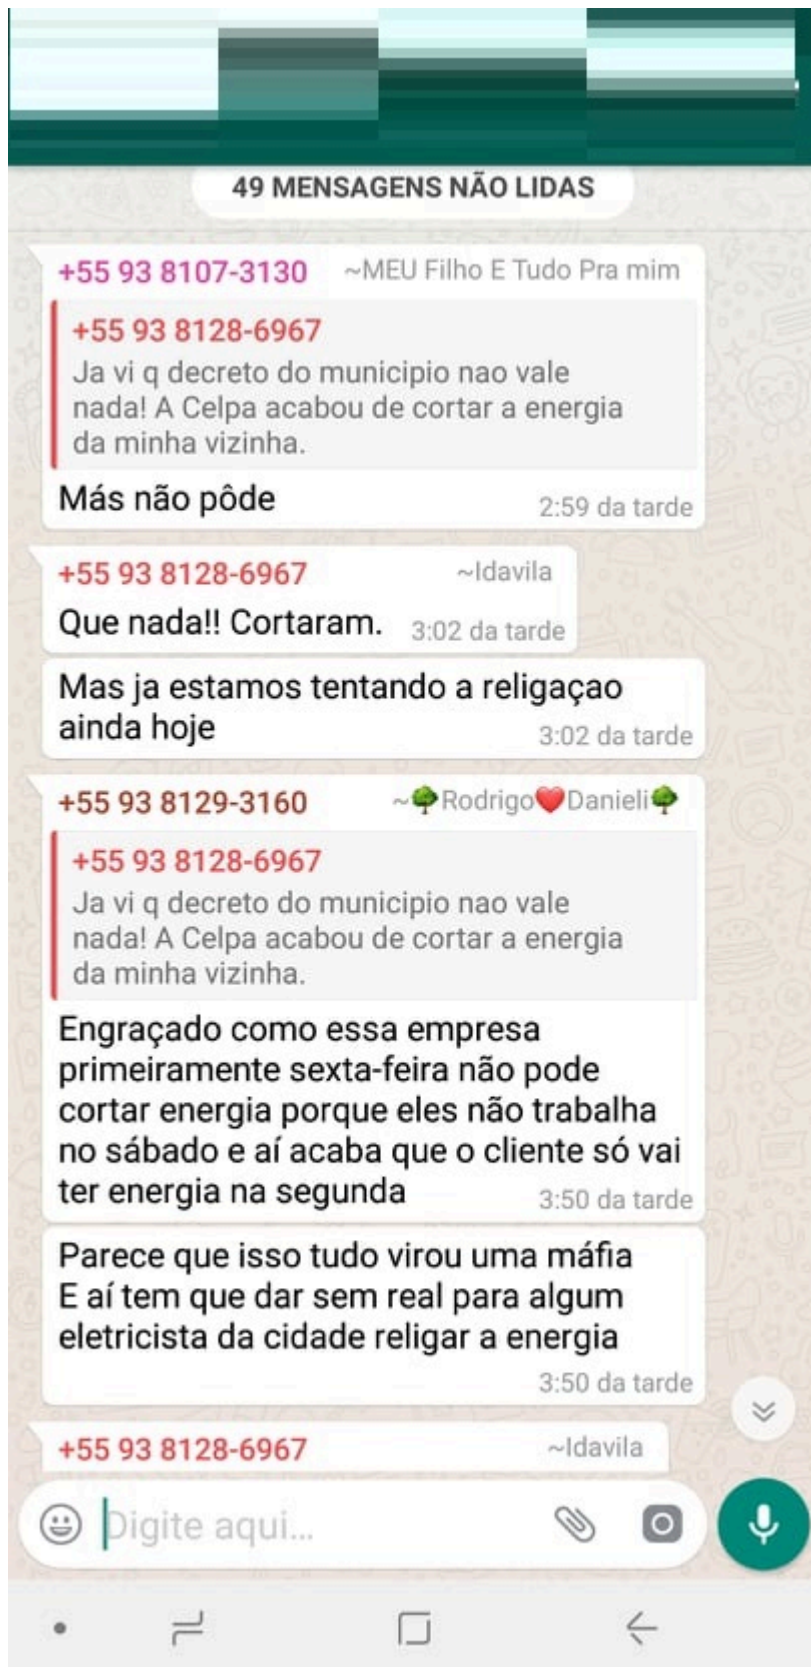 49 MENSAGENS NÃO LIDAS
+55 93 8107-3130 ~MEU Filho E Tudo Pra mim
+55 93 8128-6967
Ja vi q decreto do municipio nao vale
nada! A Celpa acabou de cortar a energia
da minha vizinha.
Más não pôde
2:59 da tarde
+55 93 8128-6967 ~Idavila
Que nada!! Cortaram.
3:02 da tarde
Mas ja estamos tentando a religaçao
ainda hoje
3:02 da tarde
+55 93 8129-3160 ~🌳Rodrigo❤️Danieli🌳
+55 93 8128-6967
Ja vi q decreto do municipio nao vale
nada! A Celpa acabou de cortar a energia
da minha vizinha.
Engraçado como essa empresa
primeiramente sexta-feira não pode
cortar energia porque eles não trabalha
no sábado e aí acaba que o cliente só vai
ter energia na segunda
3:50 da tarde
Parece que isso tudo virou uma máfia
E aí tem que dar sem real para algum
eletricista da cidade religar a energia
3:50 da tarde
+55 93 8128-6967 ~Idavila
Digite aqui...